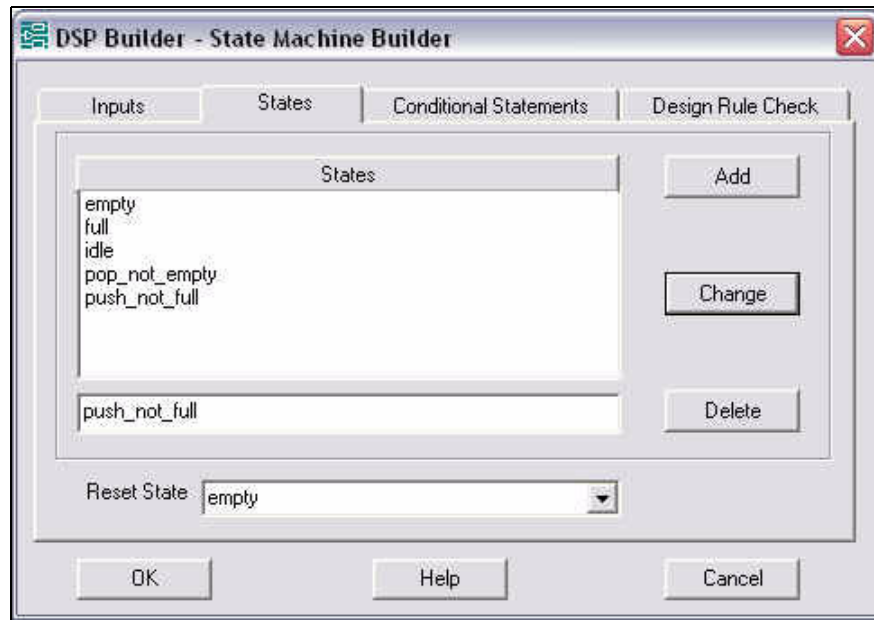 DSP Builder - State Machine Builder
Inputs
States
Conditional Statements
Design Rule Check
States
Add
empty
full
idle
pop_not_empty
push_not_full
Change
push_not_full
Delete
Reset State
empty
OK
Help
Cancel